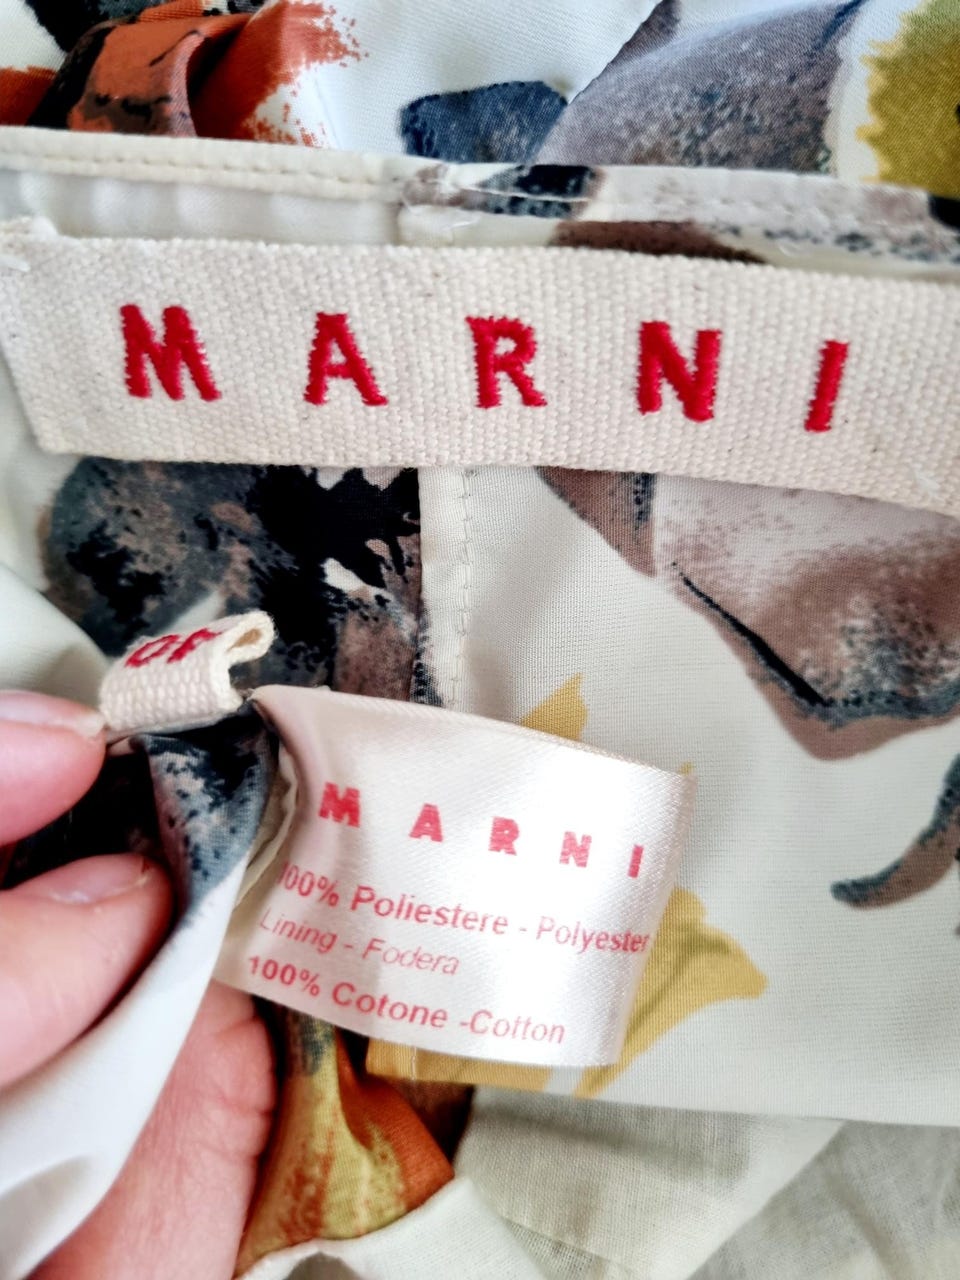 MARNI
MARNI
100% Poliestere - Polyester
Lining - Fodera
100% Cotone -Cotton